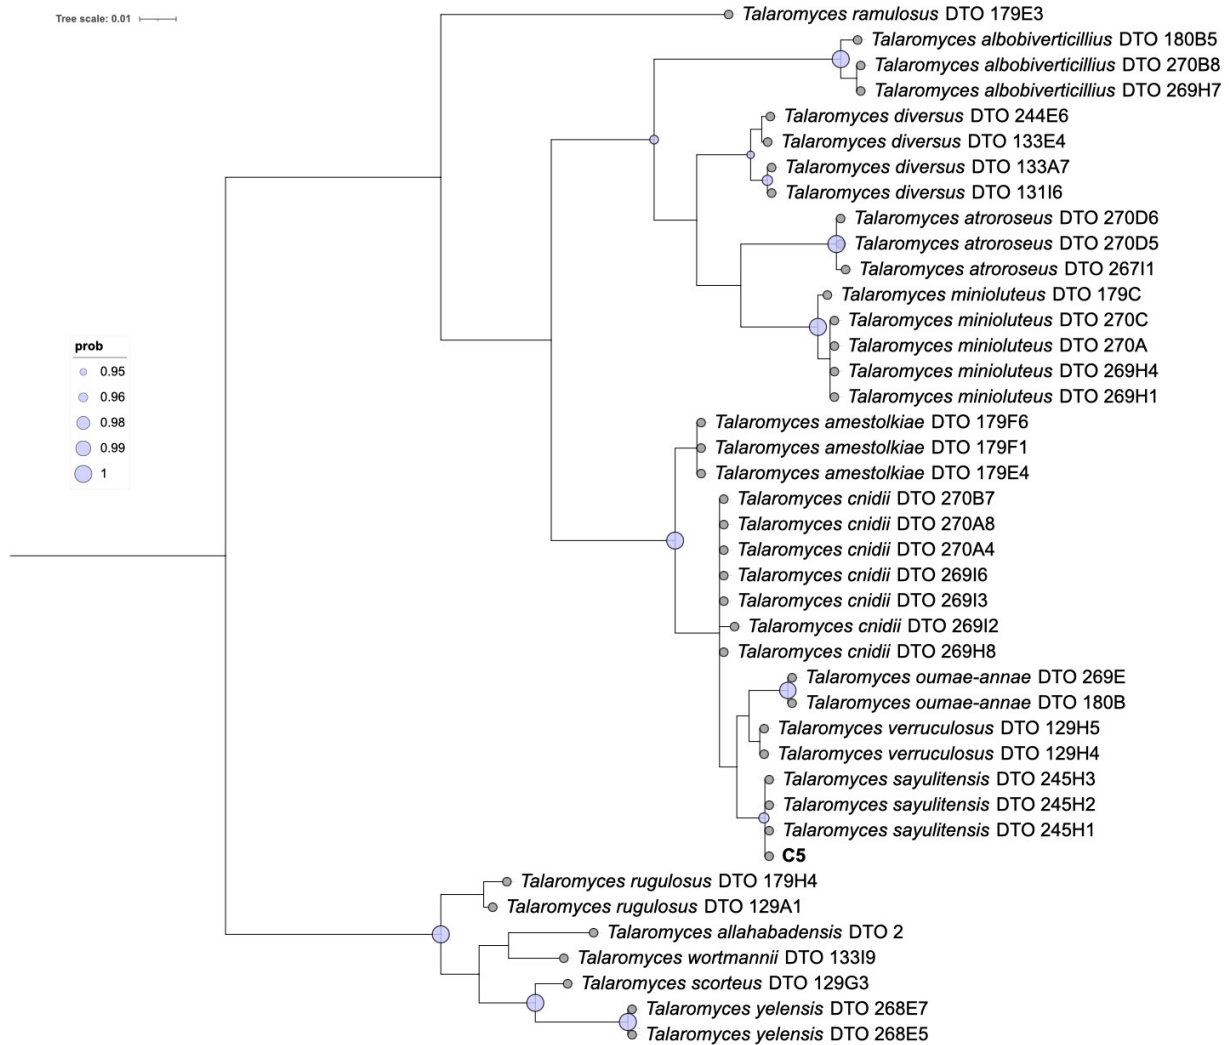 Tree scale: 0.01
Talaromyces ramulosus DTO 179E3
Talaromyces albobiverticillius DTO 180B5
Talaromyces albobiverticillius DTO 270B8
Talaromyces albobiverticillius DTO 269H7
Talaromyces diversus DTO 244E6
Talaromyces diversus DTO 133E4
Talaromyces diversus DTO 133A7
Talaromyces diversus DTO 131I6
Talaromyces atroroseus DTO 270D6
Talaromyces atroroseus DTO 270D5
Talaromyces atroroseus DTO 267I1
Talaromyces minioluteus DTO 179C
Talaromyces minioluteus DTO 270C
Talaromyces minioluteus DTO 270A
Talaromyces minioluteus DTO 269H4
Talaromyces minioluteus DTO 269H1
prob
0.95
0.96
0.98
0.99
1
Talaromyces amestolkiae DTO 179F6
Talaromyces amestolkiae DTO 179F1
Talaromyces amestolkiae DTO 179E4
Talaromyces cnidii DTO 270B7
Talaromyces cnidii DTO 270A8
Talaromyces cnidii DTO 270A4
Talaromyces cnidii DTO 269I6
Talaromyces cnidii DTO 269I3
Talaromyces cnidii DTO 269I2
Talaromyces cnidii DTO 269H8
Talaromyces oumae-annae DTO 269E
Talaromyces oumae-annae DTO 180B
Talaromyces verruculosus DTO 129H5
Talaromyces verruculosus DTO 129H4
Talaromyces sayulitensis DTO 245H3
Talaromyces sayulitensis DTO 245H2
Talaromyces sayulitensis DTO 245H1
C5
Talaromyces rugulosus DTO 179H4
Talaromyces rugulosus DTO 129A1
Talaromyces allahabadensis DTO 2
Talaromyces wortmannii DTO 133I9
Talaromyces scorteus DTO 129G3
Talaromyces yelensis DTO 268E7
Talaromyces yelensis DTO 268E5